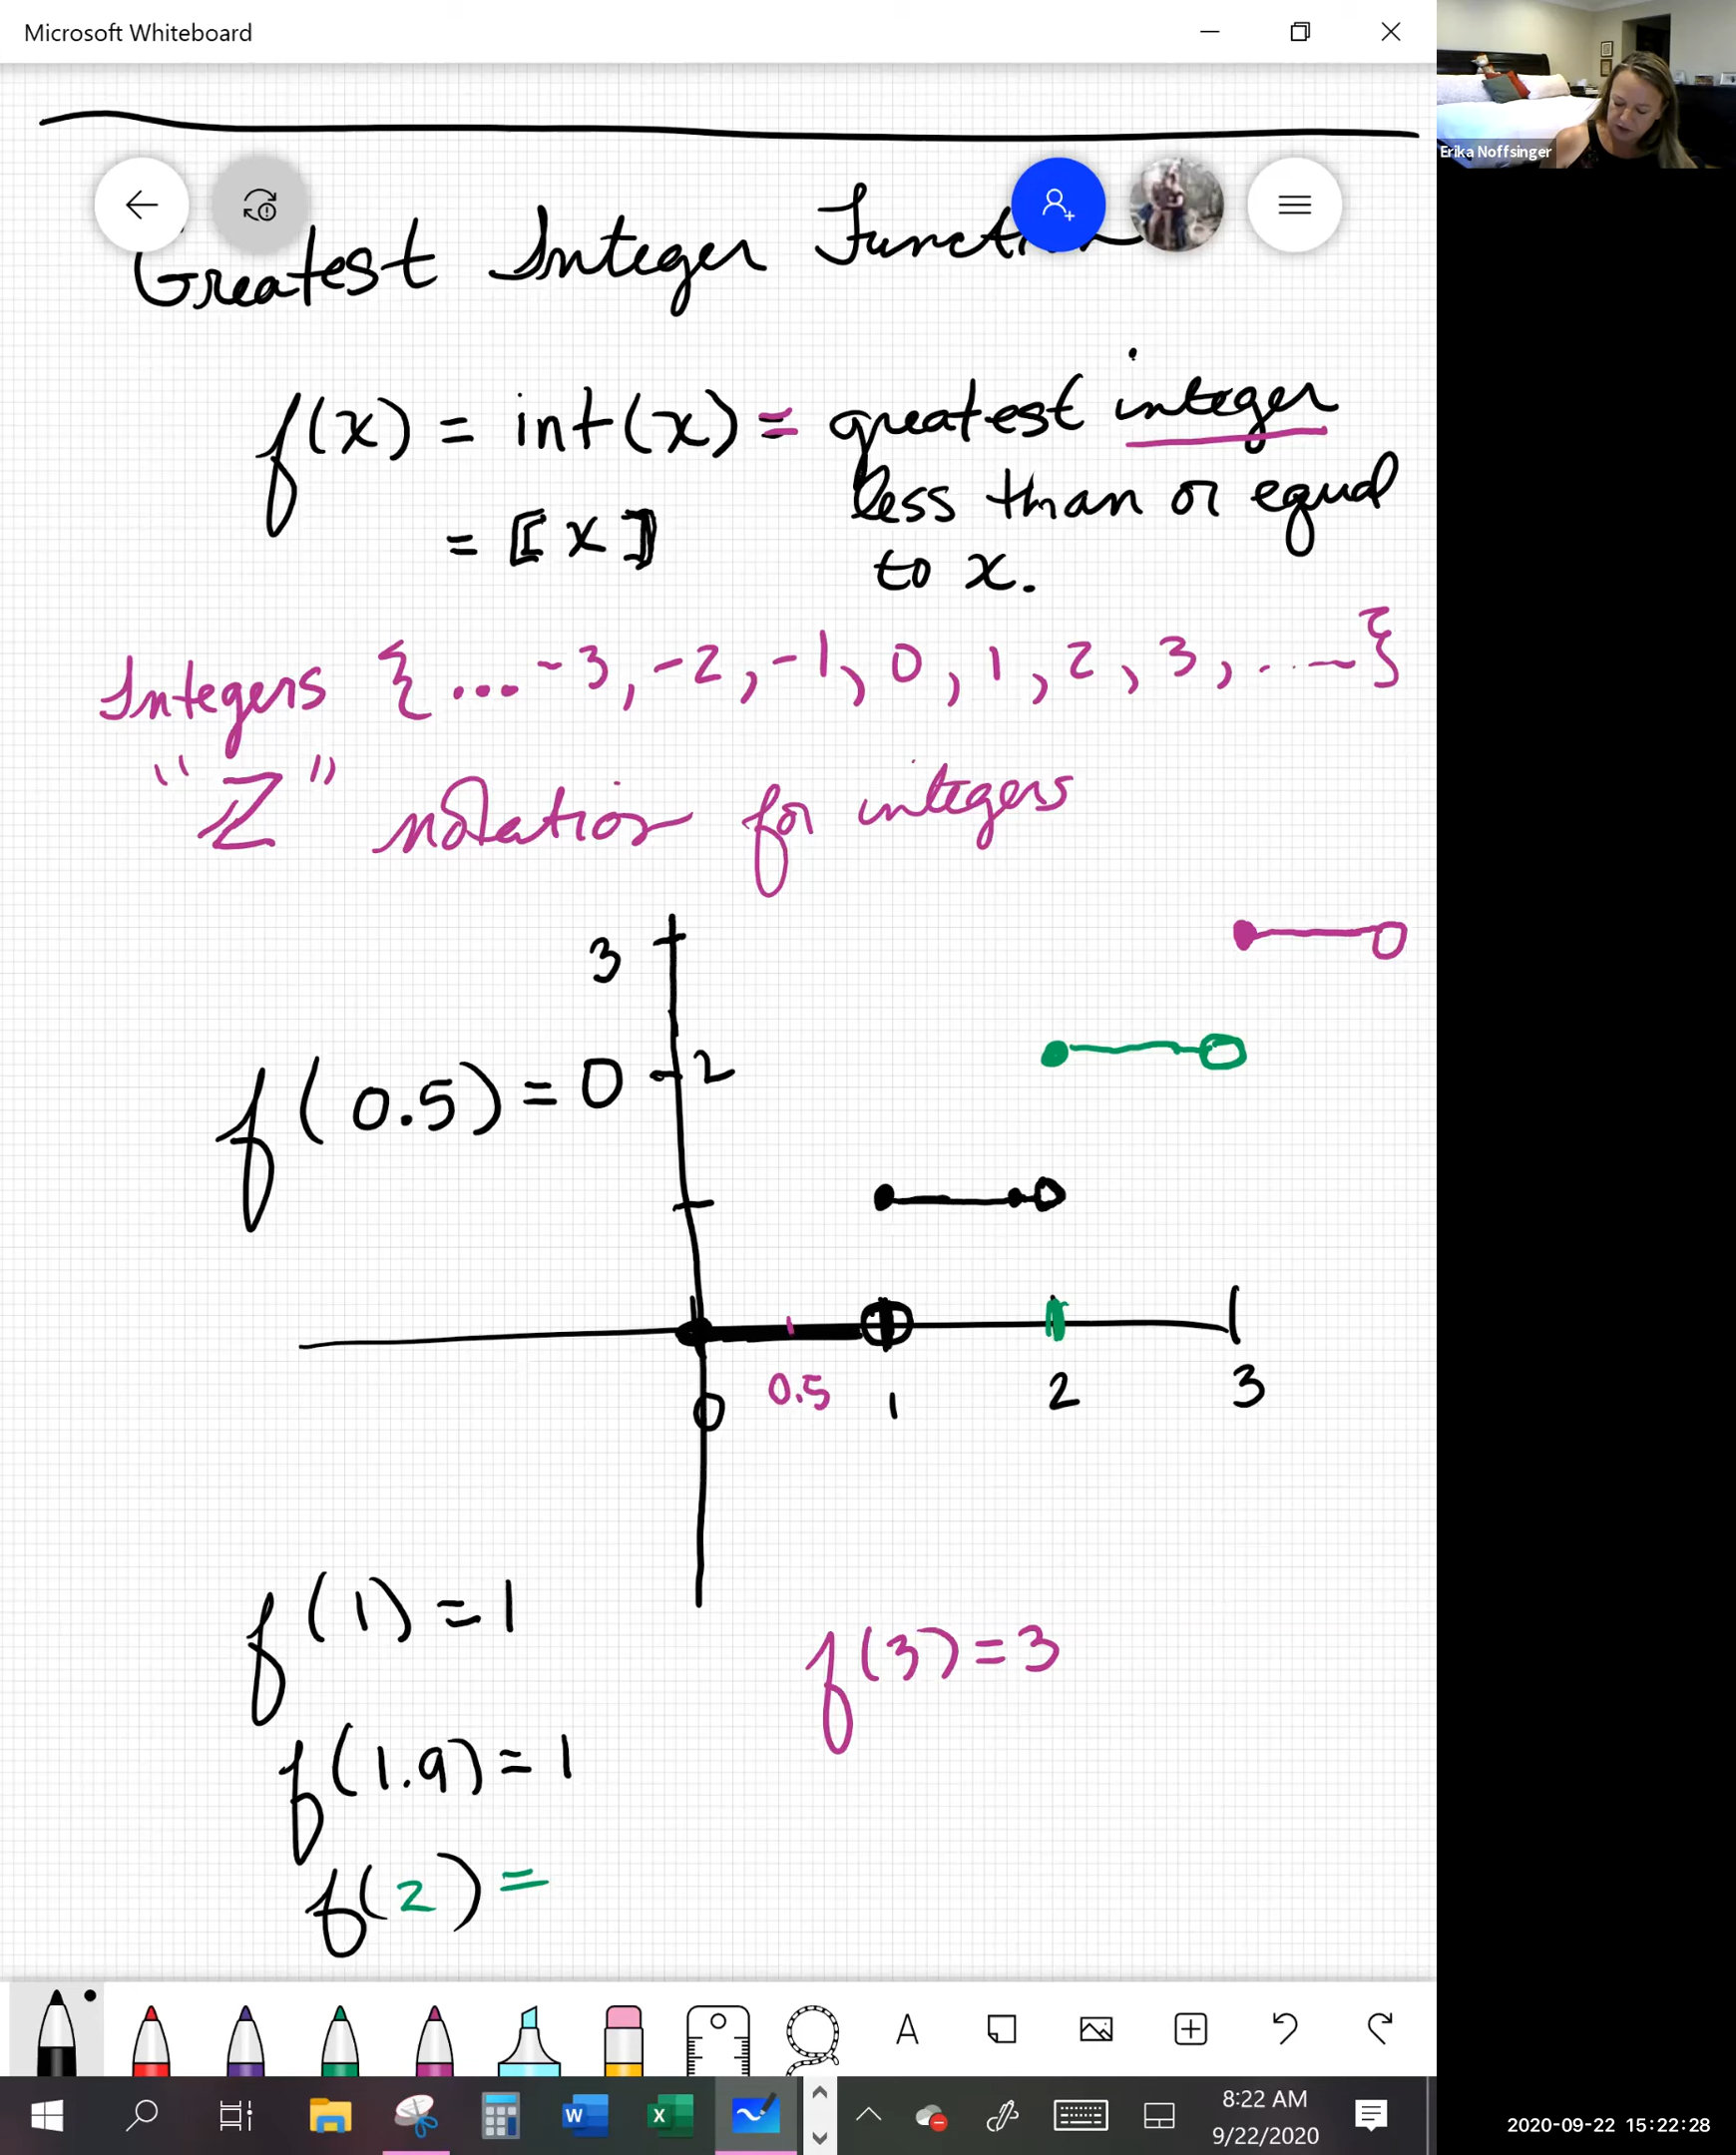 Microsoft Whiteboard
Erika Noffsinger
Greatest Integer Function
f(x) = int(x) = greatest integer
less than or equal
= ⟦x⟧
to x.
Integers {... -3, -2, -1, 0, 1, 2, 3, ...}
"Z" notation for integers
3
f(0.5) = 0
2
0
0.5
1
2
3
f(1) = 1
f(3) = 3
f(1.9) = 1
f(2) =
8:22 AM
9/22/2020
2020-09-22 15:22:28